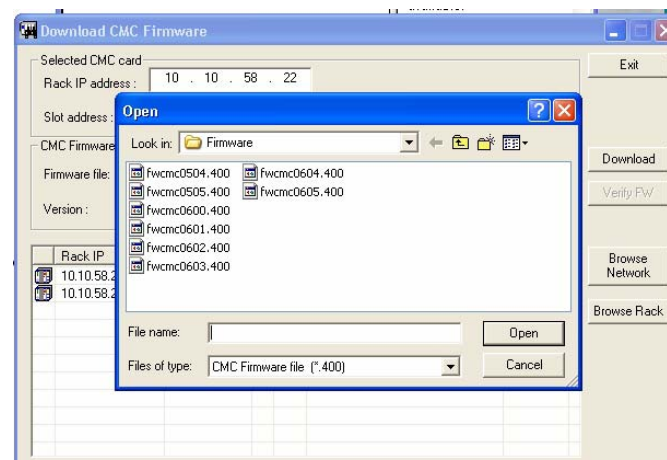 Download CMC Firmware
Selected CMC card
Rack IP address :
10 . 10 . 58 . 22
Exit
Slot address :
Open
Look in:
Firmware
CMC Firmware
Firmware file:
Version :
fwcmc0504.400
fwcmc0604.400
fwcmc0505.400
fwcmc0605.400
fwcmc0600.400
fwcmc0601.400
fwcmc0602.400
fwcmc0603.400
Download
Verify FW
Rack IP
10.10.58.2
10.10.58.2
Browse
Network
Browse Rack
File name:
Open
Files of type:
CMC Firmware file (*.400)
Cancel